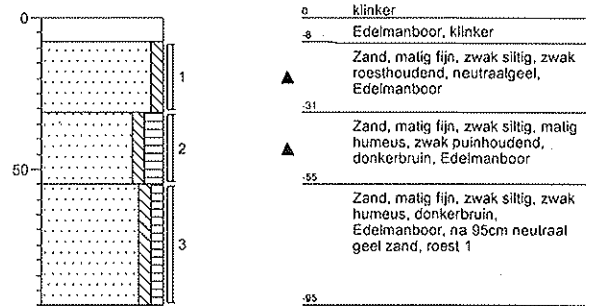 0
50
1
2
3
0
klinker
-8
Edelmanboor, klinker
Zand, matig fijn, zwak siltig, zwak
roesthoudend, neutraalgeel,
Edelmanboor
-31
Zand, matig fijn, zwak siltig, matig
humeus, zwak puinhoudend,
donkerbruin, Edelmanboor
-55
Zand, matig fijn, zwak siltig, zwak
humeus, donkerbruin,
Edelmanboor, na 95cm neutraal
geel zand, roest 1
-95